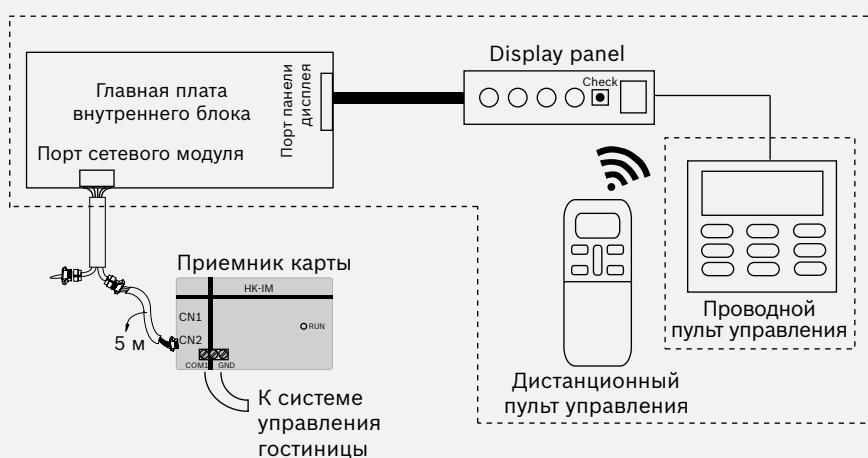 Display panel
Check
Главная плата
внутреннего блока
Порт панели
дисплея
Порт сетевого модуля
Приемник карты
HK-IM
CN1
RUN
CN2
5 м
COM1 GND
К системе
управления
гостиницы
Проводной
пульт управления
Дистанционный
пульт управления